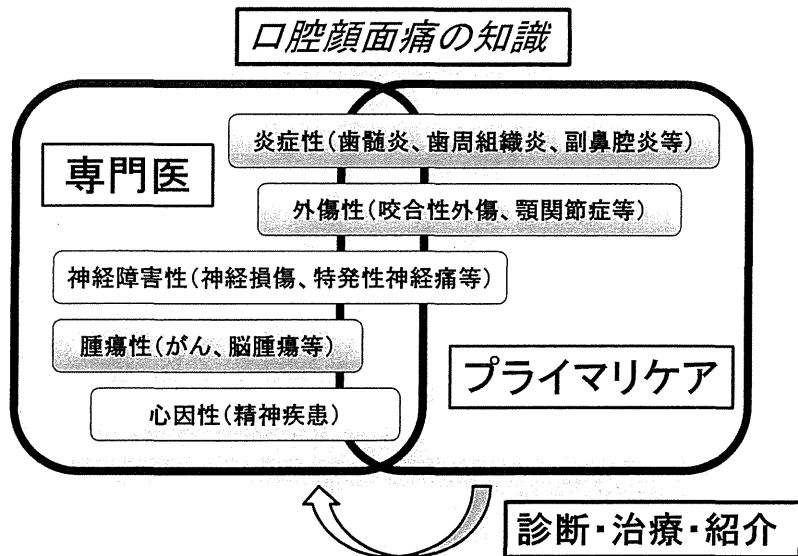 口腔顔面痛の知識
専門医
炎症性(歯髄炎、歯周組織炎、副鼻腔炎等)
外傷性(咬合性外傷、顎関節症等)
神経障害性(神経損傷、特発性神経痛等)
腫瘍性(がん、脳腫瘍等)
心因性(精神疾患)
プライマリケア
診断・治療・紹介